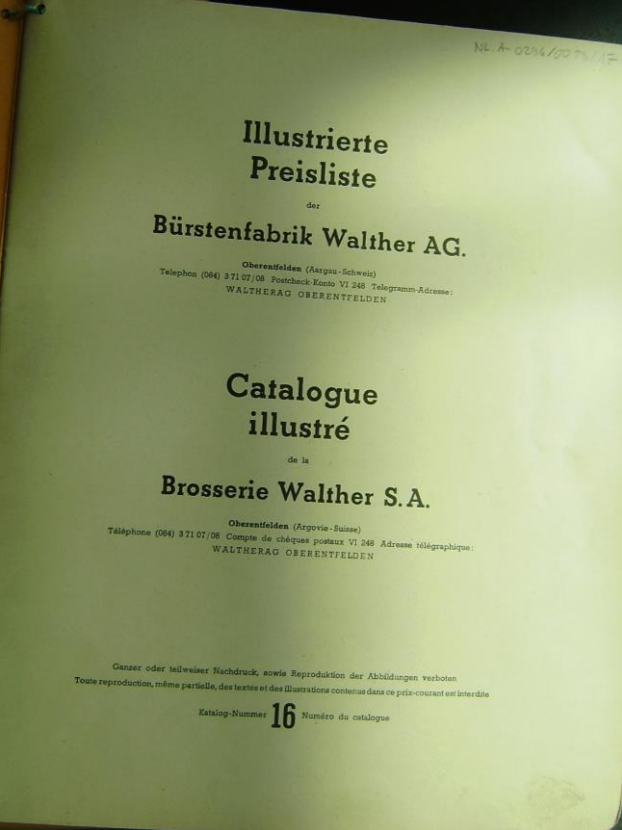 NL. A-0296/0073/17
Illustrierte
Preisliste
der
Bürstenfabrik Walther AG.
Oberentfelden (Aargau-Schweiz)
Telephon (064) 3 71 07/08 Postcheck-Konto VI 248 Telegramm-Adresse:
WALTHERAG OBERENTFELDEN
Catalogue
illustré
de la
Brosserie Walther S.A.
Oberentfelden (Argovie-Suisse)
Téléphone (064) 3 71 07/08 Compte de chèques postaux VI 248 Adresse télégraphique:
WALTHERAG OBERENTFELDEN
Ganzer oder teilweiser Nachdruck, sowie Reproduktion der Abbildungen verboten
Toute reproduction, même partielle, des textes et des illustrations contenus dans ce prix-courant est interdite
Katalog-Nummer 16 Numéro du catalogue